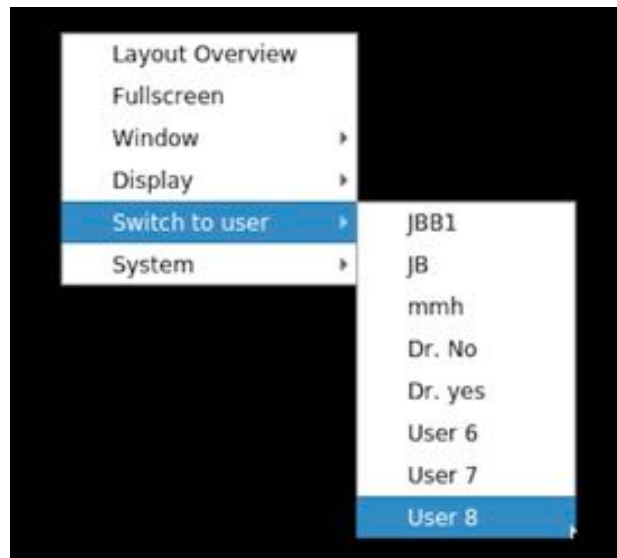 Layout Overview
Fullscreen
Window
Display
Switch to user
System
JBB1
JB
mmh
Dr. No
Dr. yes
User 6
User 7
User 8